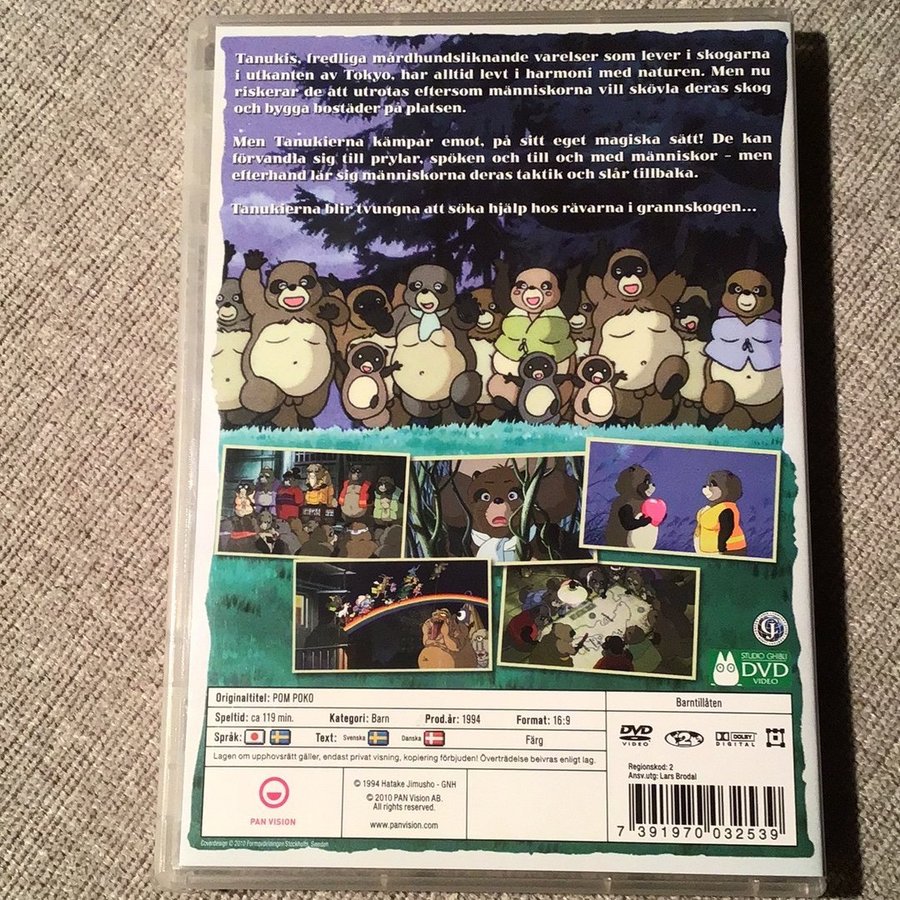 Tanukis, fredliga mårdhundsliknande varelser som lever i skogarna
i utkanten av Tokyo, har alltid levt i harmoni med naturen. Men nu
riskerar de att utrotas eftersom människorna vill skövla deras skog
och bygga bostäder på platsen.
Men Tanukierna kämpar emot, på sitt eget magiska sätt! De kan
förvandla sig till prylar, spöken och till och med människor – men
efterhand lär sig människorna deras taktik och slår tillbaka.
Tanukierna blir tvungna att söka hjälp hos rävarna i grannskogen...
STUDIO GHIBLI
DVD
VIDEO
Originaltitel: POM POKO
Barntillåten
Speltid: ca 119 min. Kategori: Barn Prod.år: 1994 Format: 16:9
Språk: Text: Svenska Danska Färg
Lagen om upphovsrätt gäller, endast privat visning, kopiering förbjuden! Överträdelse beivras enligt lag.
DVD
VIDEO
2
DOLBY
DIGITAL
Regionskod: 2
Ansv.utg: Lars Brodal
PAN VISION
© 1994 Hatake Jimusho - GNH
© 2010 PAN Vision AB.
All rights reserved.
www.panvision.com
7 391970 032539
Coverdesign © 2010 Formavdelningen Stockholm, Sweden